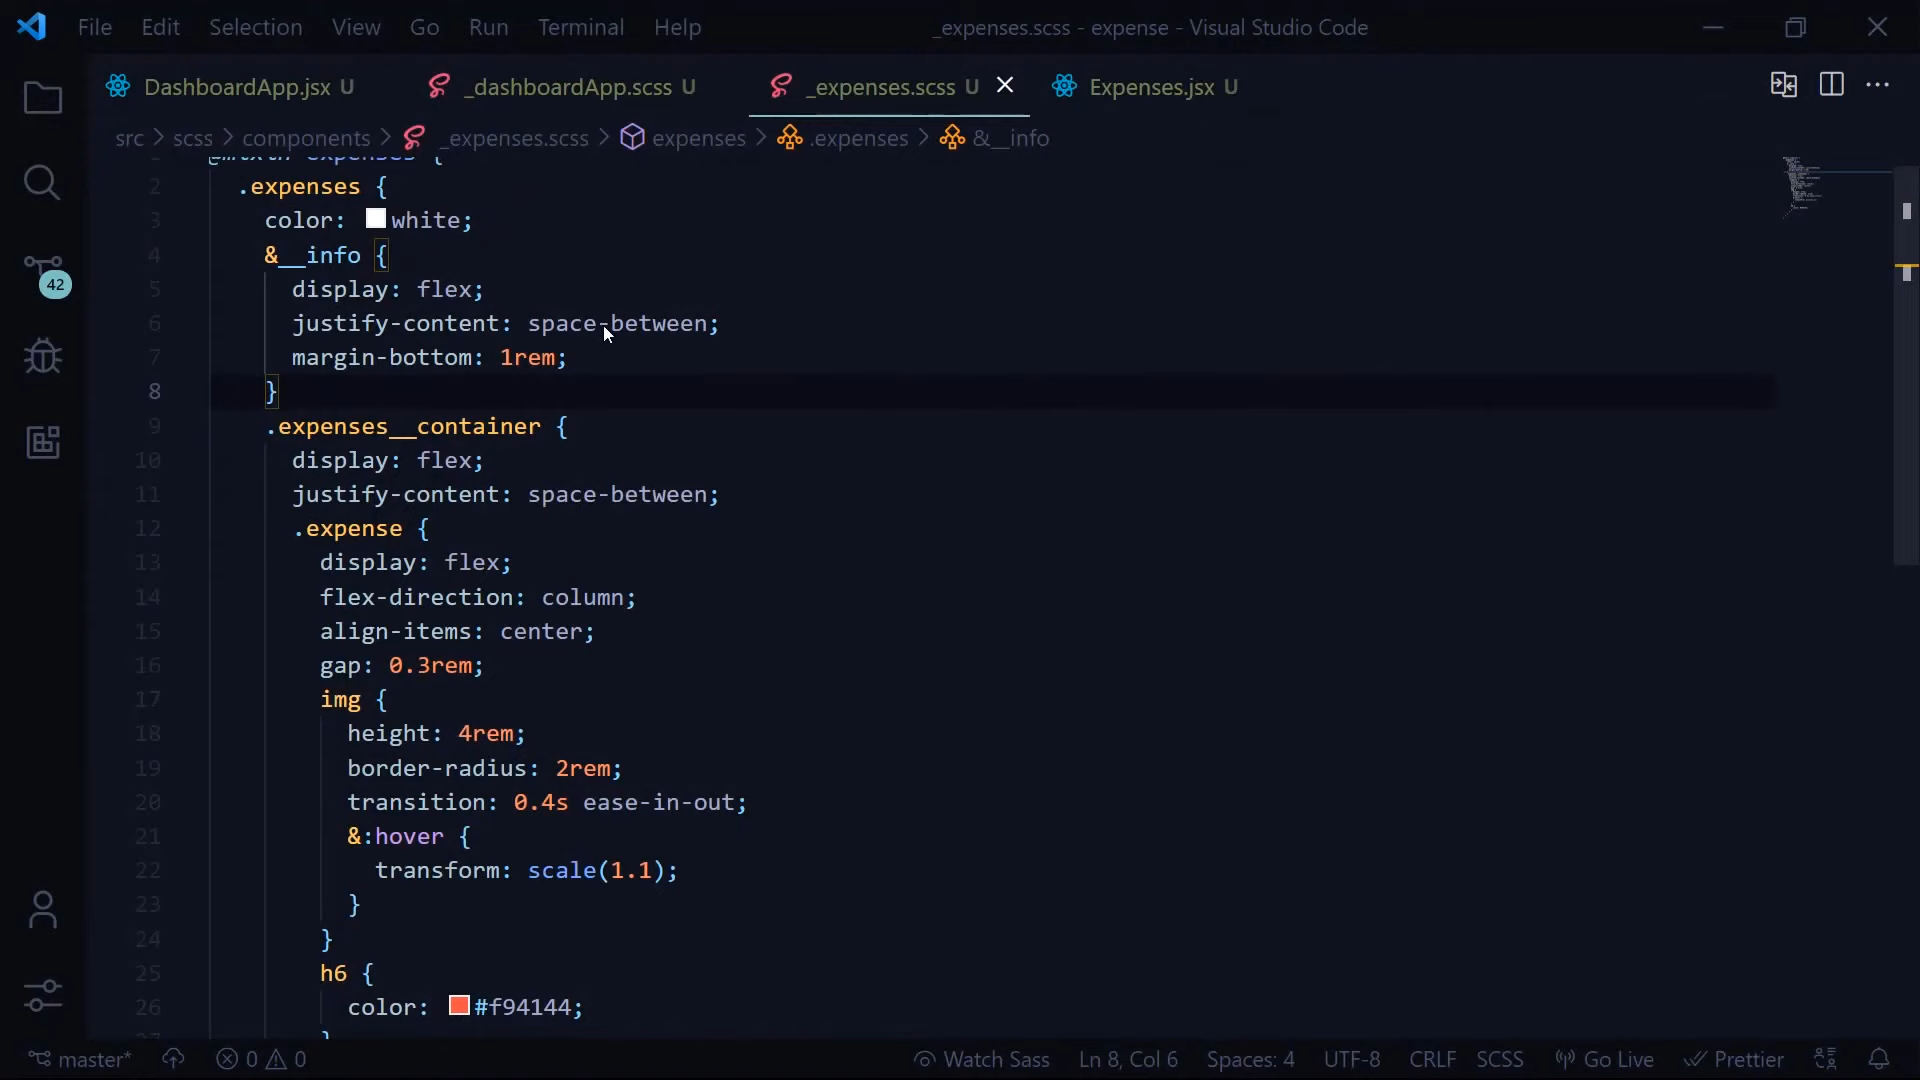 File Edit Selection View Go Run Terminal Help _expenses.scss - expense - Visual Studio Code
DashboardApp.jsx U _dashboardApp.scss U _expenses.scss U Expenses.jsx U
src > scss > components > _expenses.scss > expenses > .expenses > &__info
@mixin expenses {
2 .expenses {
3 color: white;
4 &__info {
5 display: flex;
6 justify-content: space-between;
7 margin-bottom: 1rem;
8 }
9 .expenses__container {
10 display: flex;
11 justify-content: space-between;
12 .expense {
13 display: flex;
14 flex-direction: column;
15 align-items: center;
16 gap: 0.3rem;
17 img {
18 height: 4rem;
19 border-radius: 2rem;
20 transition: 0.4s ease-in-out;
21 &:hover {
22 transform: scale(1.1);
23 }
24 }
25 h6 {
26 color: #f94144;
42
master* 0 0 Watch Sass Ln 8, Col 6 Spaces: 4 UTF-8 CRLF SCSS Go Live Prettier